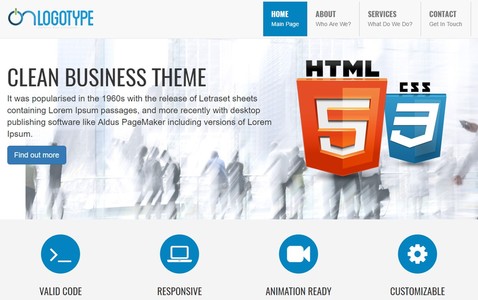 ON LOGOTYPE
HOME
Main Page
ABOUT
Who Are We?
SERVICES
What Do We Do?
CONTACT
Get In Touch
CLEAN BUSINESS THEME
It was popularised in the 1960s with the release of Letraset sheets
containing Lorem Ipsum passages, and more recently with desktop
publishing software like Aldus PageMaker including versions of Lorem
Ipsum.
Find out more
HTML
5
CSS
3
VALID CODE
RESPONSIVE
ANIMATION READY
CUSTOMIZABLE